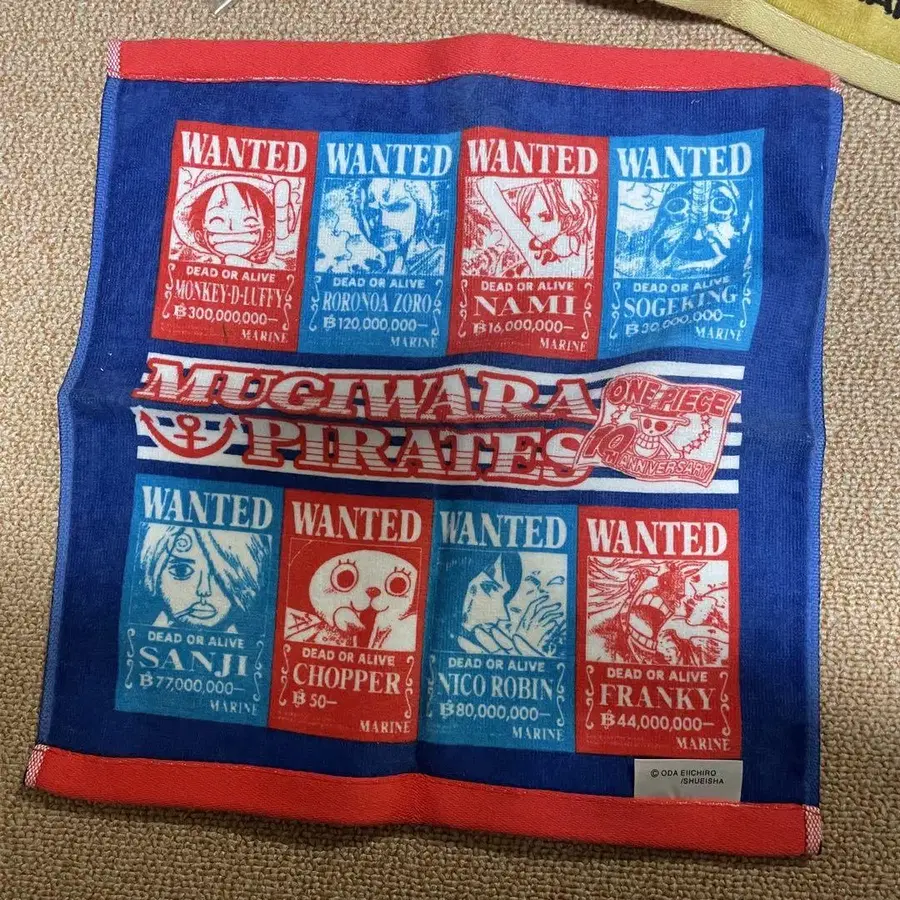 WANTED
DEAD OR ALIVE
MONKEY·D·LUFFY
฿300,000,000—
MARINE
WANTED
DEAD OR ALIVE
RORONOA ZORO
฿120,000,000—
MARINE
WANTED
DEAD OR ALIVE
NAMI
฿16,000,000—
MARINE
WANTED
DEAD OR ALIVE
SOGEKING
฿30,000,000—
MARINE
MUGIWARA
PIRATES
ONE PIECE
10th ANNIVERSARY
WANTED
DEAD OR ALIVE
SANJI
฿77,000,000—
MARINE
WANTED
DEAD OR ALIVE
CHOPPER
฿50—
MARINE
WANTED
DEAD OR ALIVE
NICO ROBIN
฿80,000,000—
MARINE
WANTED
DEAD OR ALIVE
FRANKY
฿44,000,000—
MARINE
© ODA EIICHIRO
/SHUEISHA